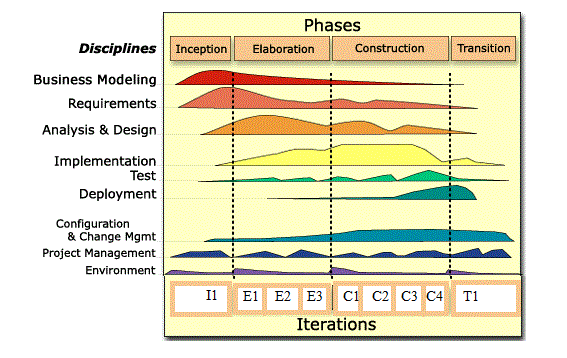 Phases
Disciplines
Inception Elaboration Construction Transition
Business Modeling
Requirements
Analysis & Design
Implementation
Test
Deployment
Configuration
& Change Mgmt
Project Management
Environment
I1 E1 E2 E3 C1 C2 C3 C4 T1
Iterations